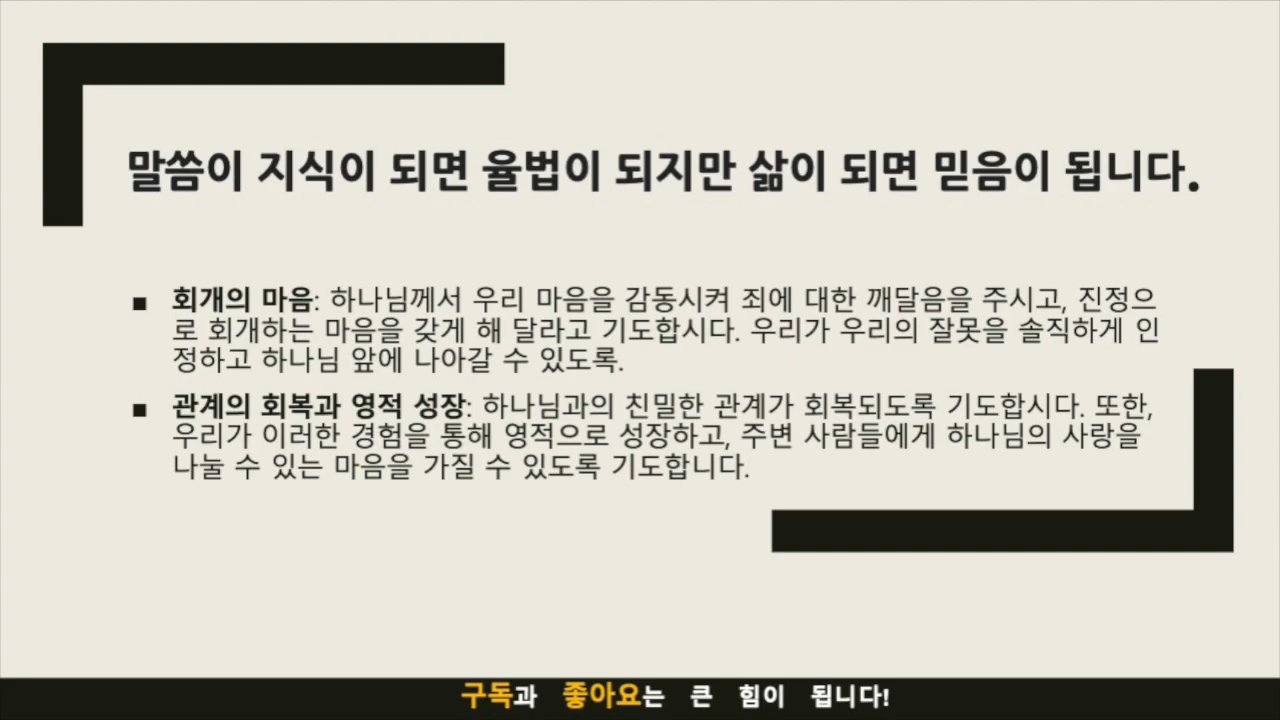 말씀이 지식이 되면 율법이 되지만 삶이 되면 믿음이 됩니다.
■ 회개의 마음: 하나님께서 우리 마음을 감동시켜 죄에 대한 깨달음을 주시고, 진정으
로 회개하는 마음을 갖게 해 달라고 기도합시다. 우리가 우리의 잘못을 솔직하게 인
정하고 하나님 앞에 나아갈 수 있도록.
■ 관계의 회복과 영적 성장: 하나님과의 친밀한 관계가 회복되도록 기도합시다. 또한,
우리가 이러한 경험을 통해 영적으로 성장하고, 주변 사람들에게 하나님의 사랑을
나눌 수 있는 마음을 가질 수 있도록 기도합니다.
구독과 좋아요는 큰 힘이 됩니다!